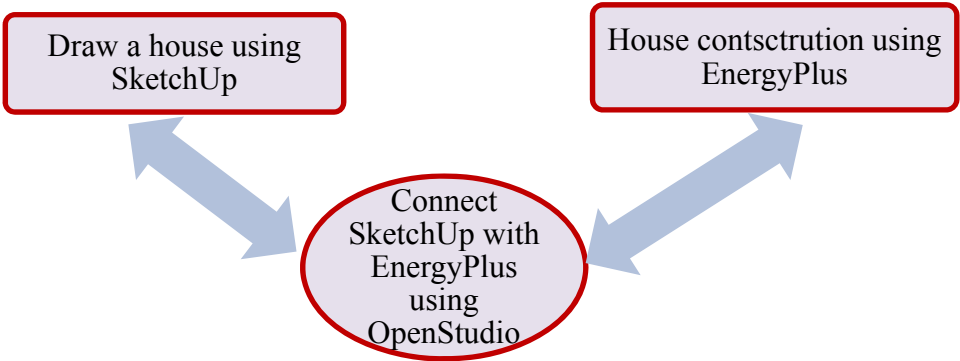 Draw a house using
SketchUp
House contsctrution using
EnergyPlus
Connect
SketchUp with
EnergyPlus
using
OpenStudio